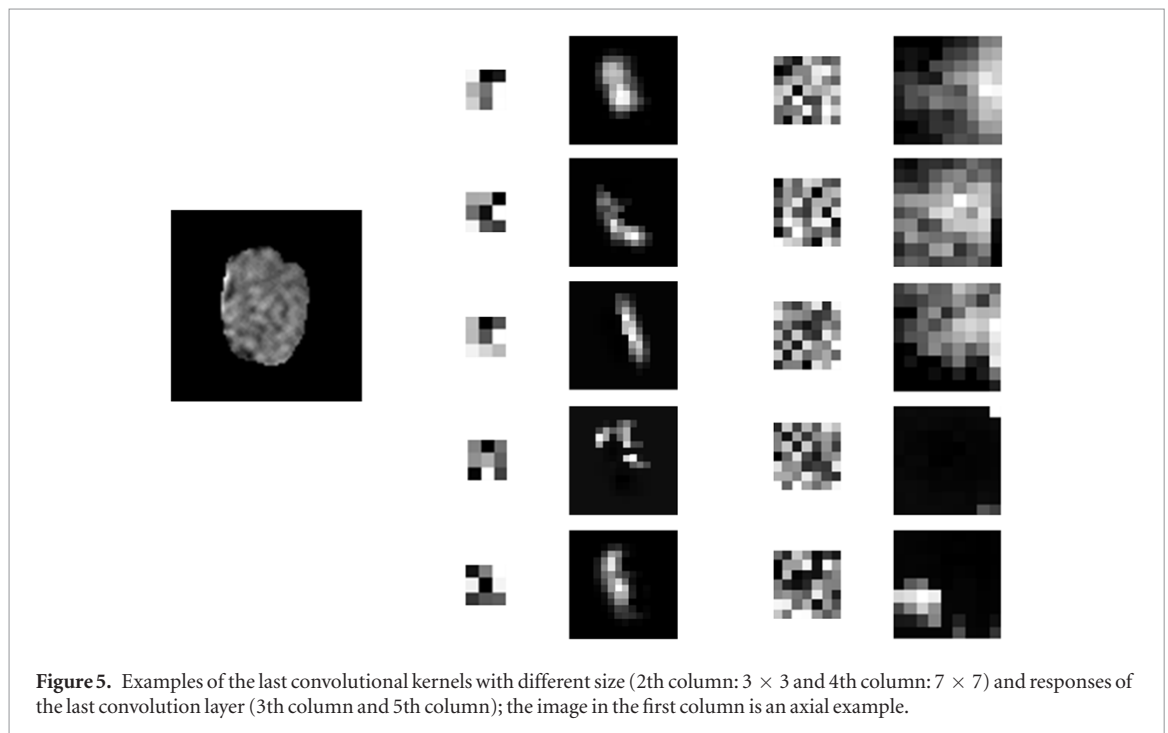 Figure 5. Examples of the last convolutional kernels with different size (2th column: 3 × 3 and 4th column: 7 × 7) and responses of
the last convolution layer (3th column and 5th column); the image in the first column is an axial example.